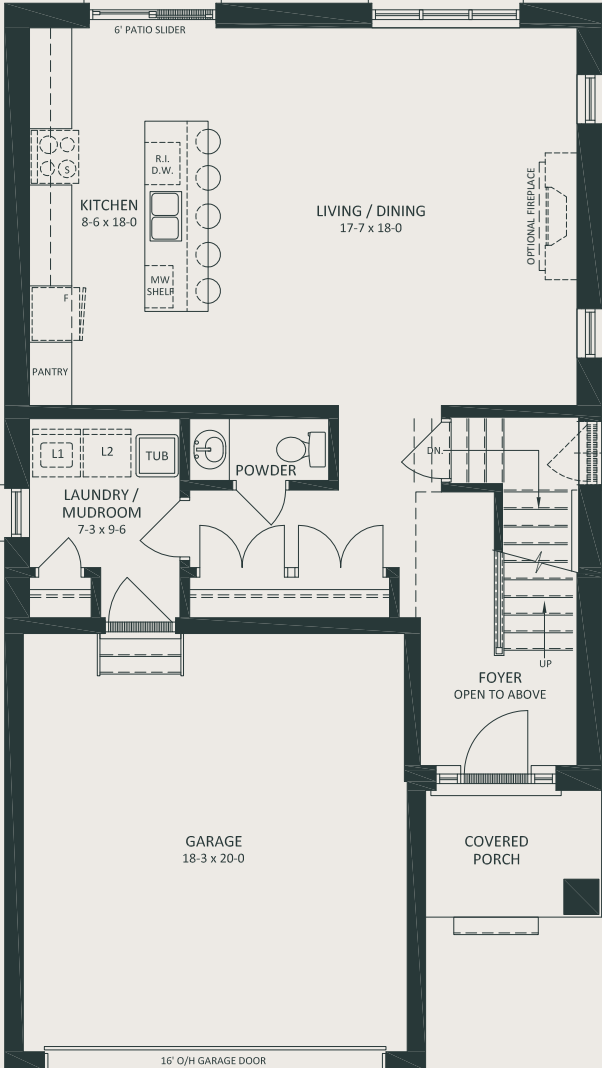 6' PATIO SLIDER
R.I.
D.W.
S
KITCHEN
8-6 x 18-0
LIVING / DINING
17-7 x 18-0
OPTIONAL FIREPLACE
MW
SHELF
F
PANTRY
L1
L2
TUB
POWDER
DN.
LAUNDRY /
MUDROOM
7-3 x 9-6
UP
FOYER
OPEN TO ABOVE
GARAGE
18-3 x 20-0
COVERED
PORCH
16' O/H GARAGE DOOR